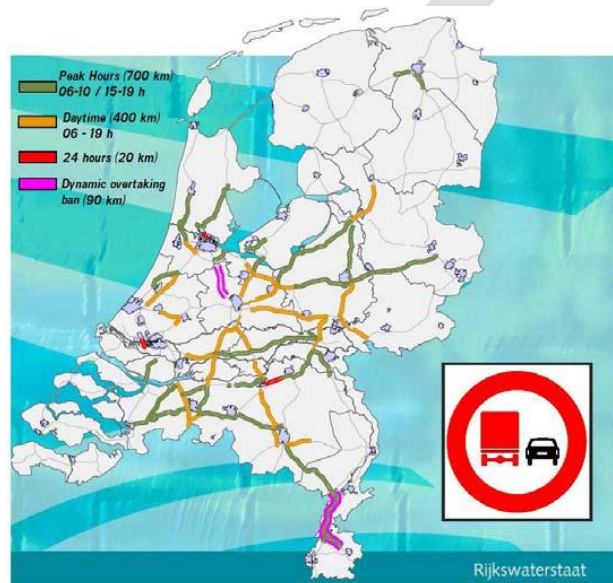 Peak Hours (700 km)
06-10 / 15-19 h
Daytime (400 km)
06 - 19 h
24 hours (20 km)
Dynamic overtaking
ban (90 km)
Rijkswaterstaat